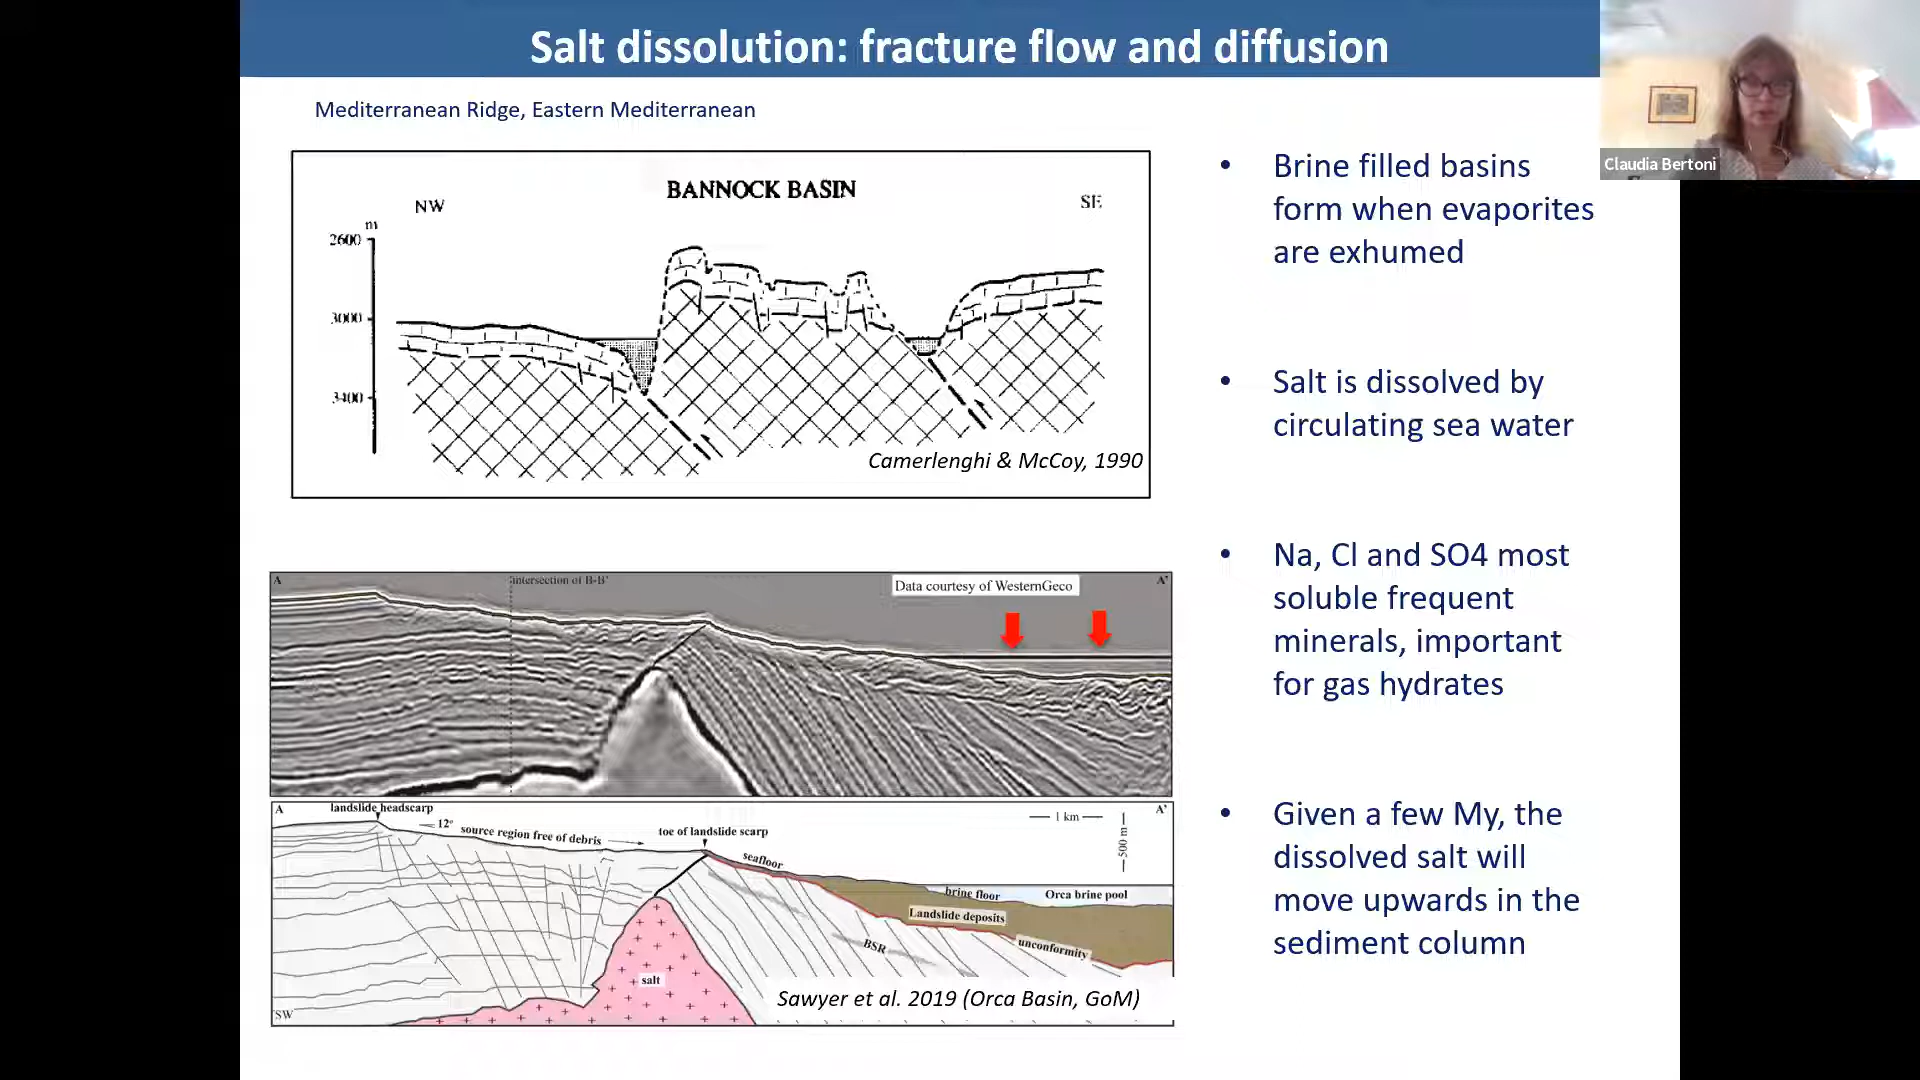 Salt dissolution: fracture flow and diffusion
Claudia Bertoni
Mediterranean Ridge, Eastern Mediterranean
BANNOCK BASIN
NW
SE
m
2600
3000
3400
Camerlenghi & McCoy, 1990
A
intersection of B-B'
Data courtesy of WesternGeco
A'
A
landslide headscarp
12°
source region free of debris
toe of landslide scarp
1 km
500 m
A'
seafloor
brine floor
Orca brine pool
Landslide deposits
BSR
unconformity
salt
SW
Sawyer et al. 2019 (Orca Basin, GoM)
• Brine filled basins
form when evaporites
are exhumed
• Salt is dissolved by
circulating sea water
• Na, Cl and SO4 most
soluble frequent
minerals, important
for gas hydrates
• Given a few My, the
dissolved salt will
move upwards in the
sediment column